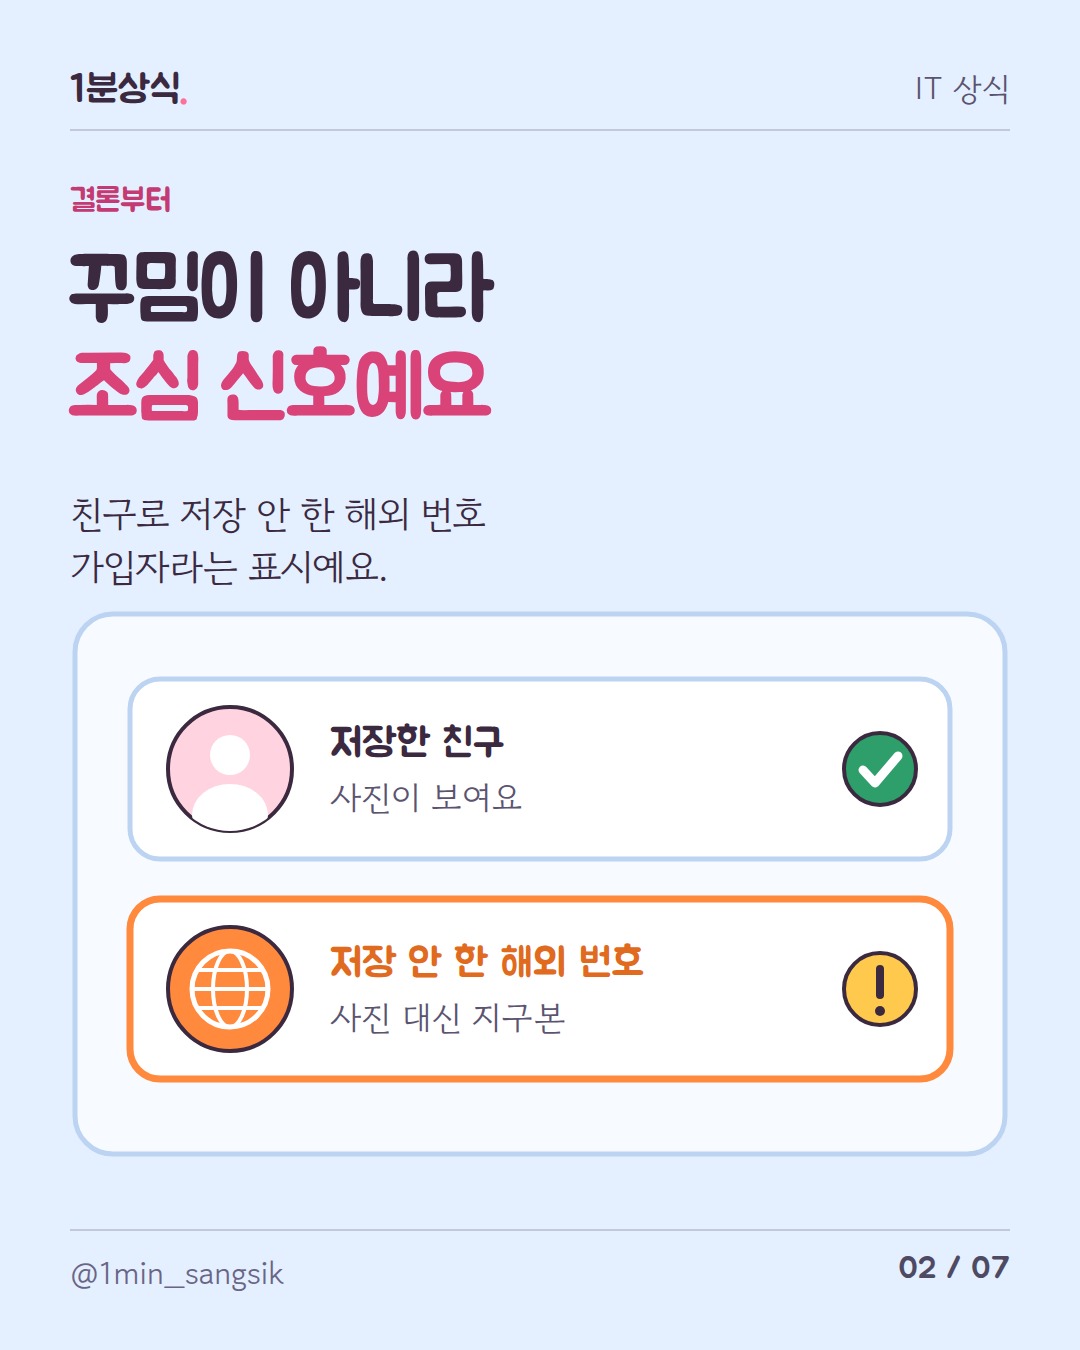 1분상식.
IT 상식
결론부터
꾸밈이 아니라
조심 신호예요
친구로 저장 안 한 해외 번호
가입자라는 표시예요.
저장한 친구
사진이 보여요
저장 안 한 해외 번호
사진 대신 지구본
@1min_sangsik
02 / 07